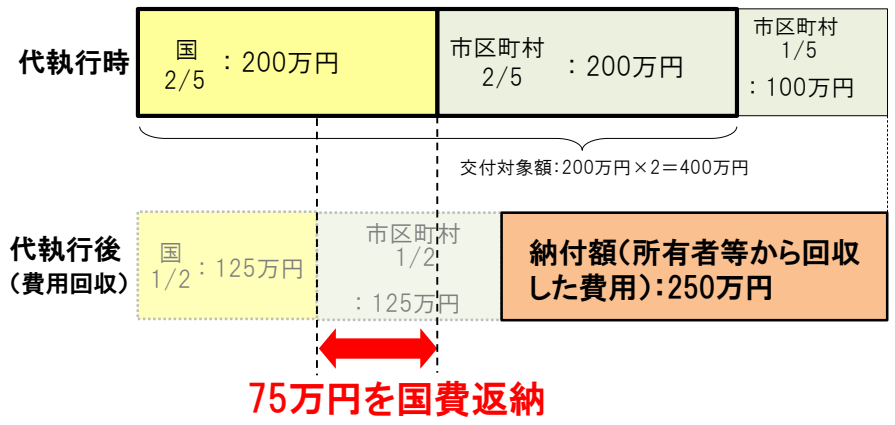 代執行時
国
2/5
：200万円
市区町村
2/5
：200万円
市区町村
1/5
：100万円
交付対象額：200万円×2＝400万円
代執行後
（費用回収）
国
1/2
：125万円
市区町村
1/2
：125万円
納付額（所有者等から回収
した費用）：250万円
75万円を国費返納